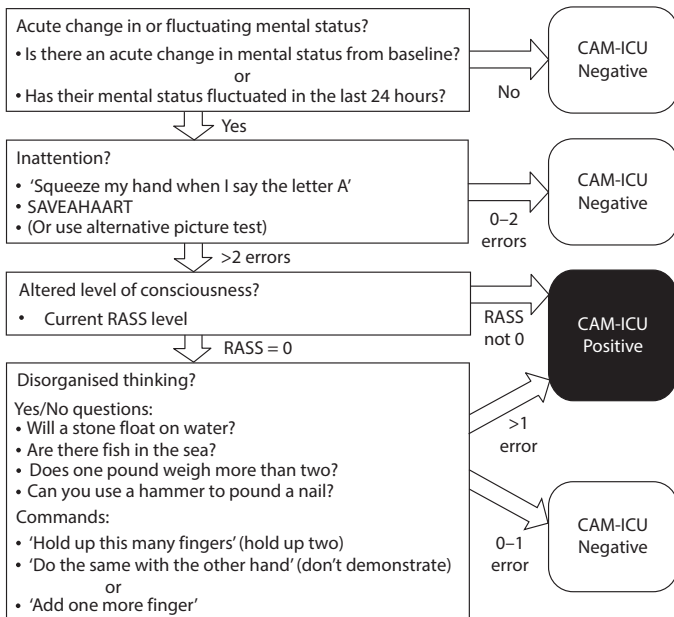 Acute change in or fluctuating mental status?
• Is there an acute change in mental status from baseline?
or
• Has their mental status fluctuated in the last 24 hours?
No
CAM-ICU
Negative
Yes
Inattention?
• ‘Squeeze my hand when I say the letter A’
• SAVEAHAART
• (Or use alternative picture test)
0–2
errors
CAM-ICU
Negative
>2 errors
Altered level of consciousness?
• Current RASS level
RASS
not 0
CAM-ICU
Positive
RASS = 0
Disorganised thinking?
Yes/No questions:
• Will a stone float on water?
• Are there fish in the sea?
• Does one pound weigh more than two?
• Can you use a hammer to pound a nail?
Commands:
• ‘Hold up this many fingers’ (hold up two)
• ‘Do the same with the other hand’ (don’t demonstrate)
or
• ‘Add one more finger’
>1
error
0–1
error
CAM-ICU
Negative